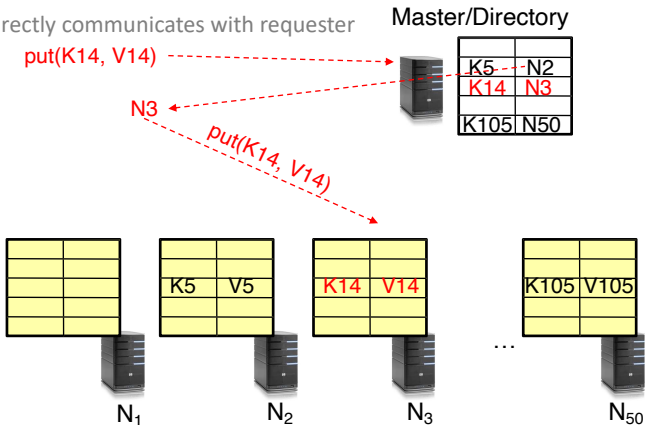 rectly communicates with requester
Master/Directory
put(K14, V14)
K5 N2
K14 N3
N3
K105 N50
put(K14, V14)
K5 V5
K14 V14
K105 V105
...
N1
N2
N3
N50